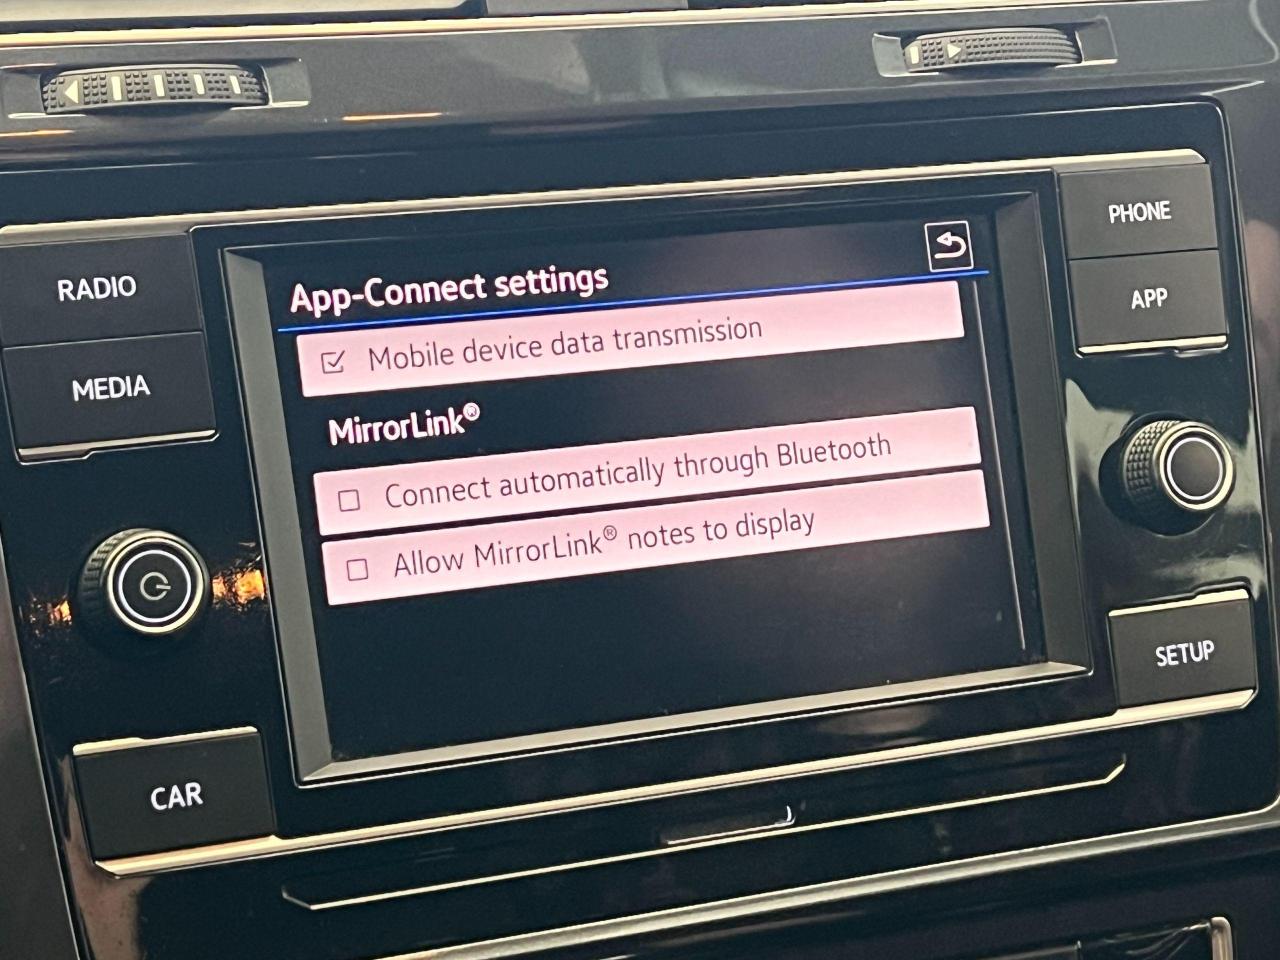 App-Connect settings
Mobile device data transmission
MirrorLink®
Connect automatically through Bluetooth
Allow MirrorLink® notes to display
RADIO
MEDIA
CAR
PHONE
APP
SETUP